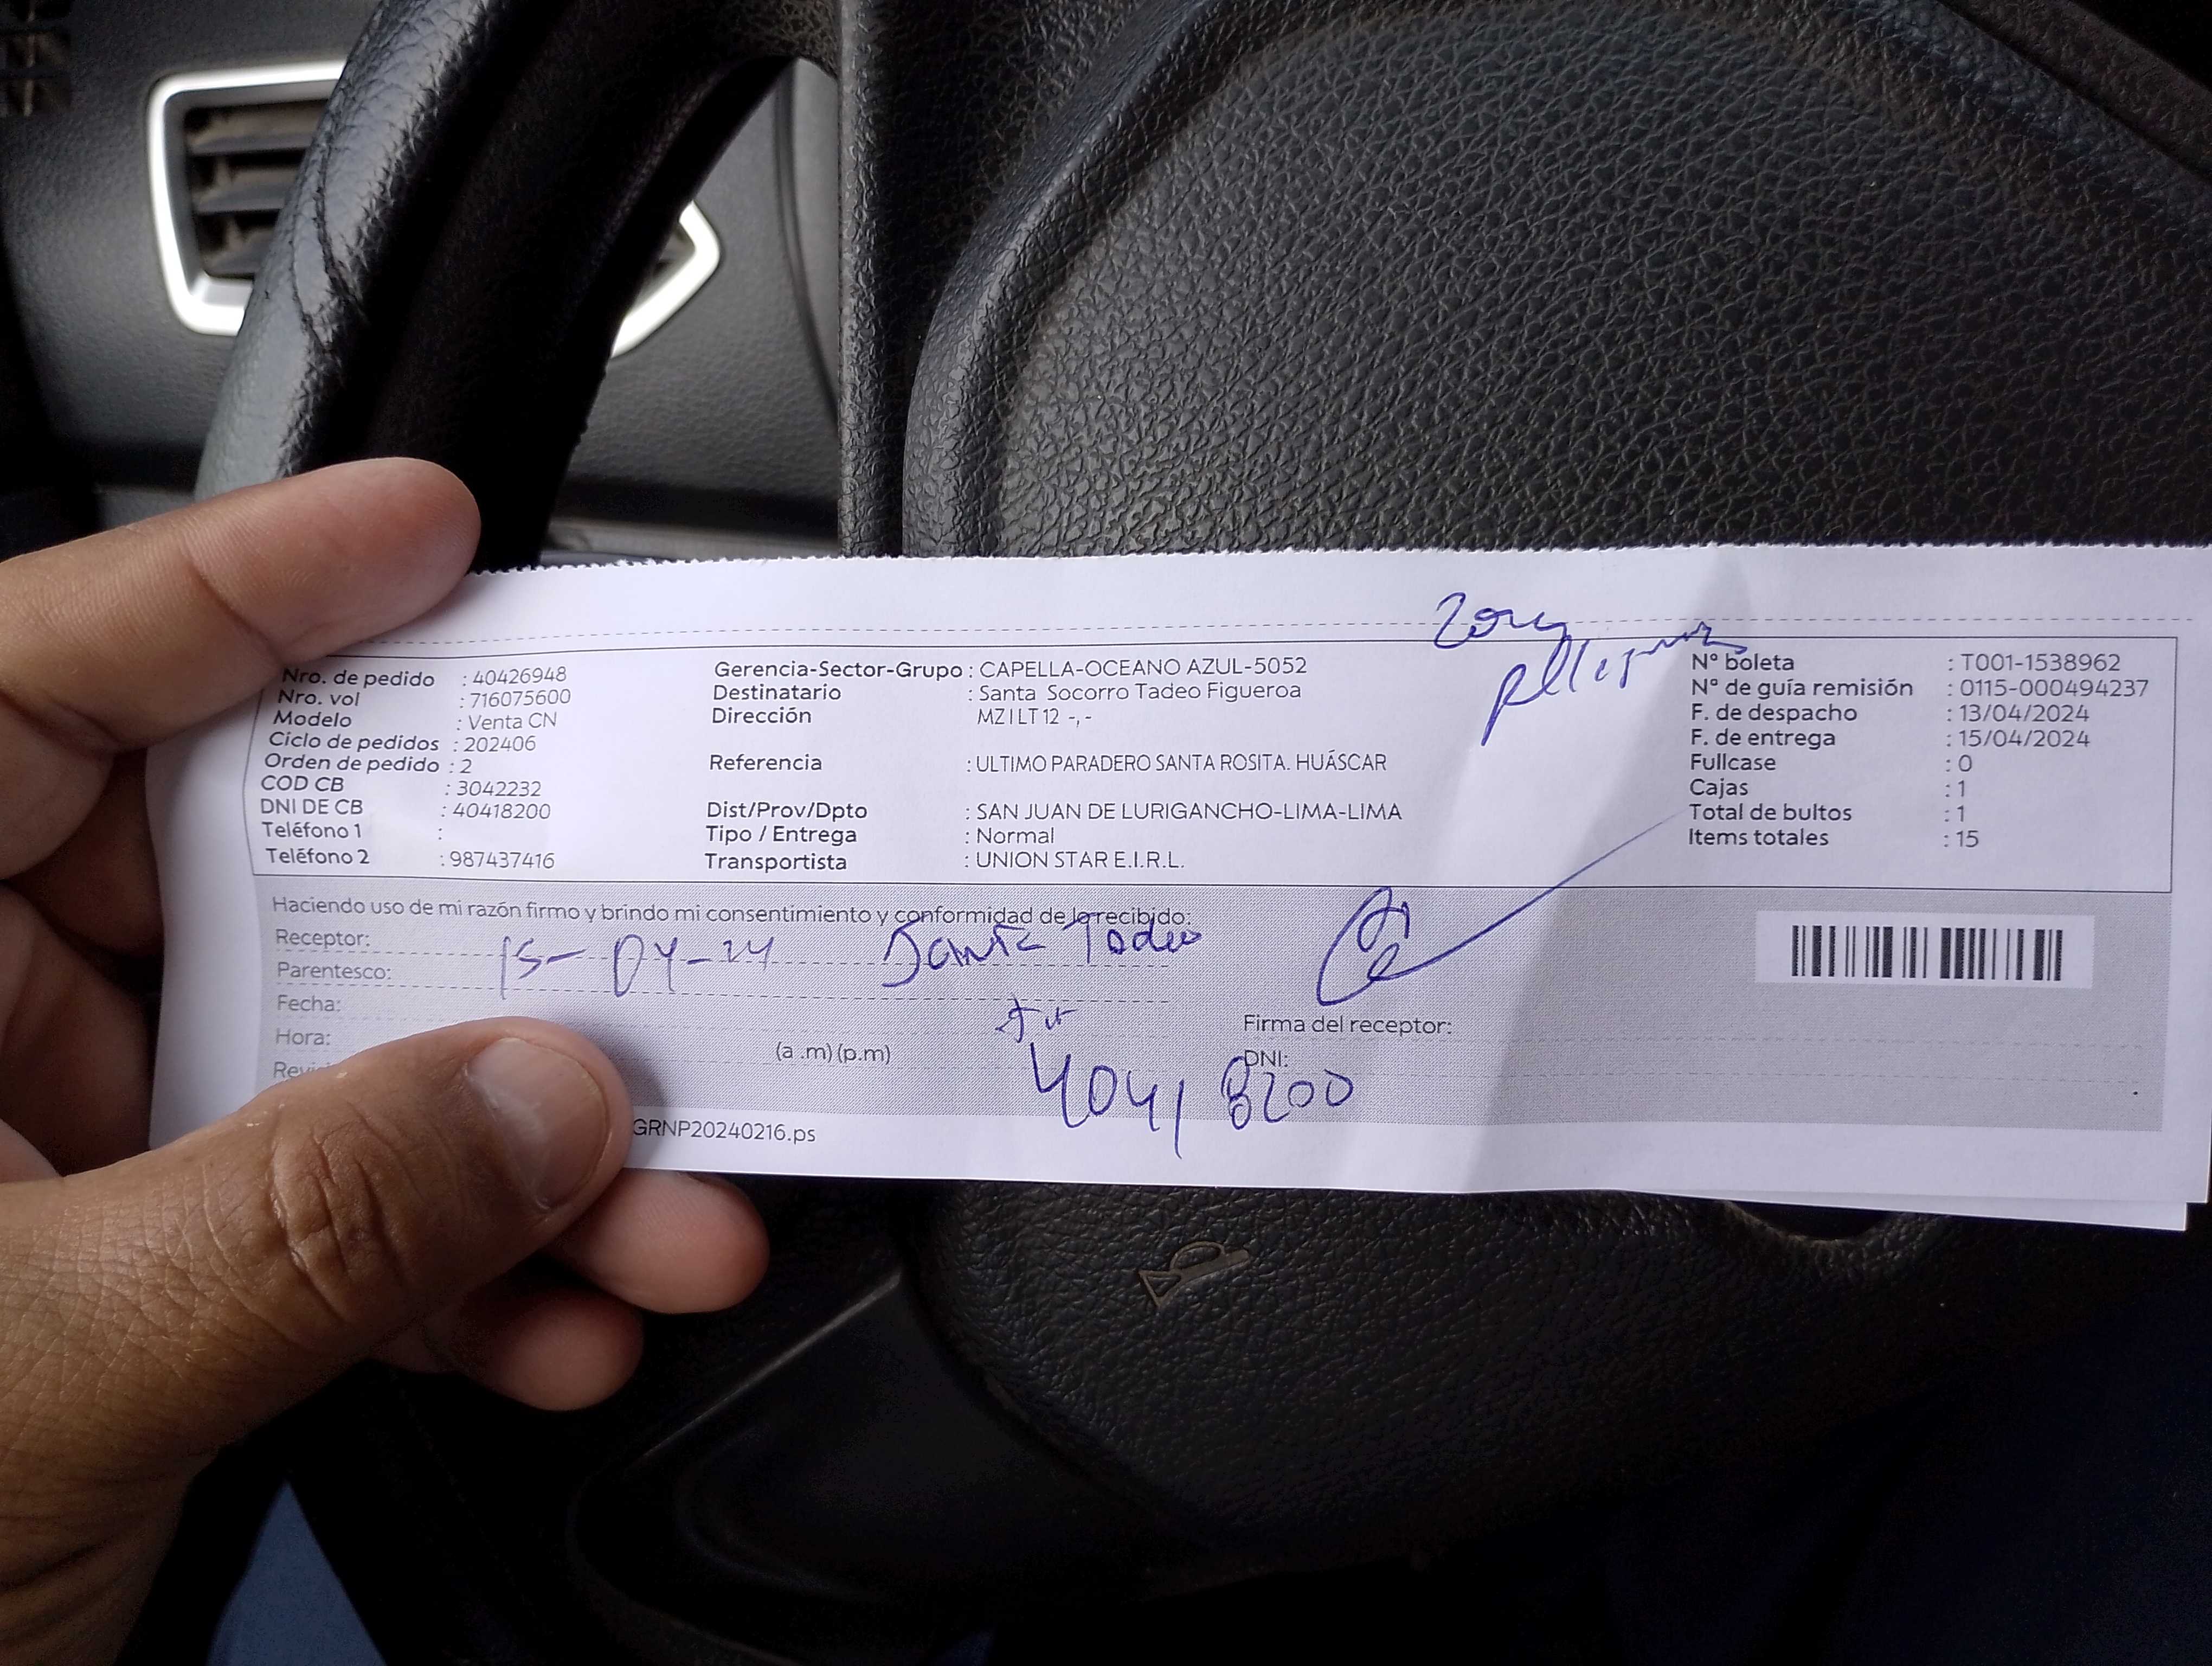 Zory
Nro. de pedido : 40426948
Nro. vol : 716075600
Modelo : Venta CN
Ciclo de pedidos : 202406
Orden de pedido : 2
COD CB : 3042232
DNI DE CB : 40418200
Teléfono 1 :
Teléfono 2 : 987437416
Gerencia-Sector-Grupo : CAPELLA-OCEANO AZUL-5052
Destinatario : Santa Socorro Tadeo Figueroa
Dirección MZ I LT 12 -,-
Referencia : ULTIMO PARADERO SANTA ROSITA. HUÁSCAR
Dist/Prov/Dpto : SAN JUAN DE LURIGANCHO-LIMA-LIMA
Tipo / Entrega : Normal
Transportista : UNION STAR E.I.R.L.
N° boleta : T001-1538962
N° de guía remisión : 0115-000494237
F. de despacho : 13/04/2024
F. de entrega : 15/04/2024
Fullcase : 0
Cajas : 1
Total de bultos : 1
Items totales : 15
Haciendo uso de mi razón firmo y brindo mi consentimiento y conformidad de lo recibido:
Receptor:
Parentesco:
15-04-24 Santa Tadeo
Fecha:
Hora: (a .m) (p.m)
Firma del receptor:
DNI:
40418200
GRNP20240216.ps